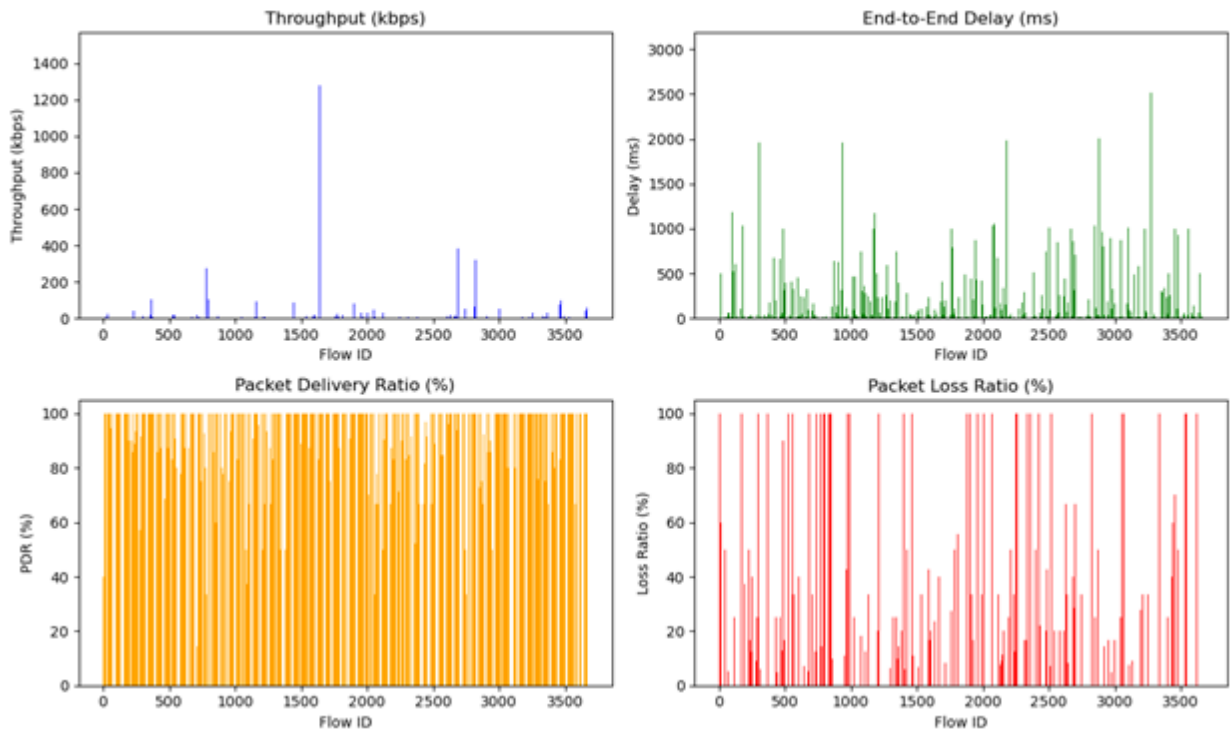 Throughput (kbps)
1400
1200
1000
800
600
400
200
0
Throughput (kbps)
0 500 1000 1500 2000 2500 3000 3500
Flow ID
End-to-End Delay (ms)
3000
2500
2000
1500
1000
500
0
Delay (ms)
0 500 1000 1500 2000 2500 3000 3500
Flow ID
Packet Delivery Ratio (%)
100
80
60
40
20
0
PDR (%)
0 500 1000 1500 2000 2500 3000 3500
Flow ID
Packet Loss Ratio (%)
100
80
60
40
20
0
Loss Ratio (%)
0 500 1000 1500 2000 2500 3000 3500
Flow ID